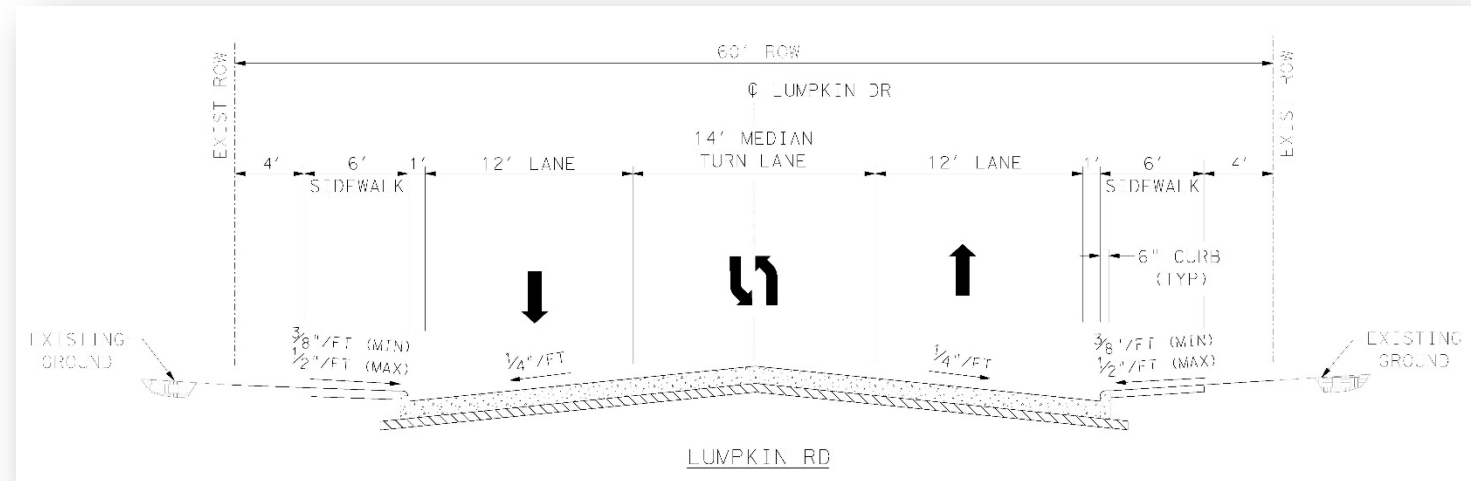 60' ROW
EXIST ROW
EXIST ROW
℄ LUMPKIN DR
14' MEDIAN
TURN LANE
4'
6'
1'
12' LANE
12' LANE
1'
6'
4'
SIDEWALK
SIDEWALK
6" CURB
(TYP)
EXISTING
GROUND
3/8"/FT (MIN)
1/2"/FT (MAX)
1/4"/FT
1/4"/FT
3/8"/FT (MIN)
1/2"/FT (MAX)
EXISTING
GROUND
LUMPKIN RD